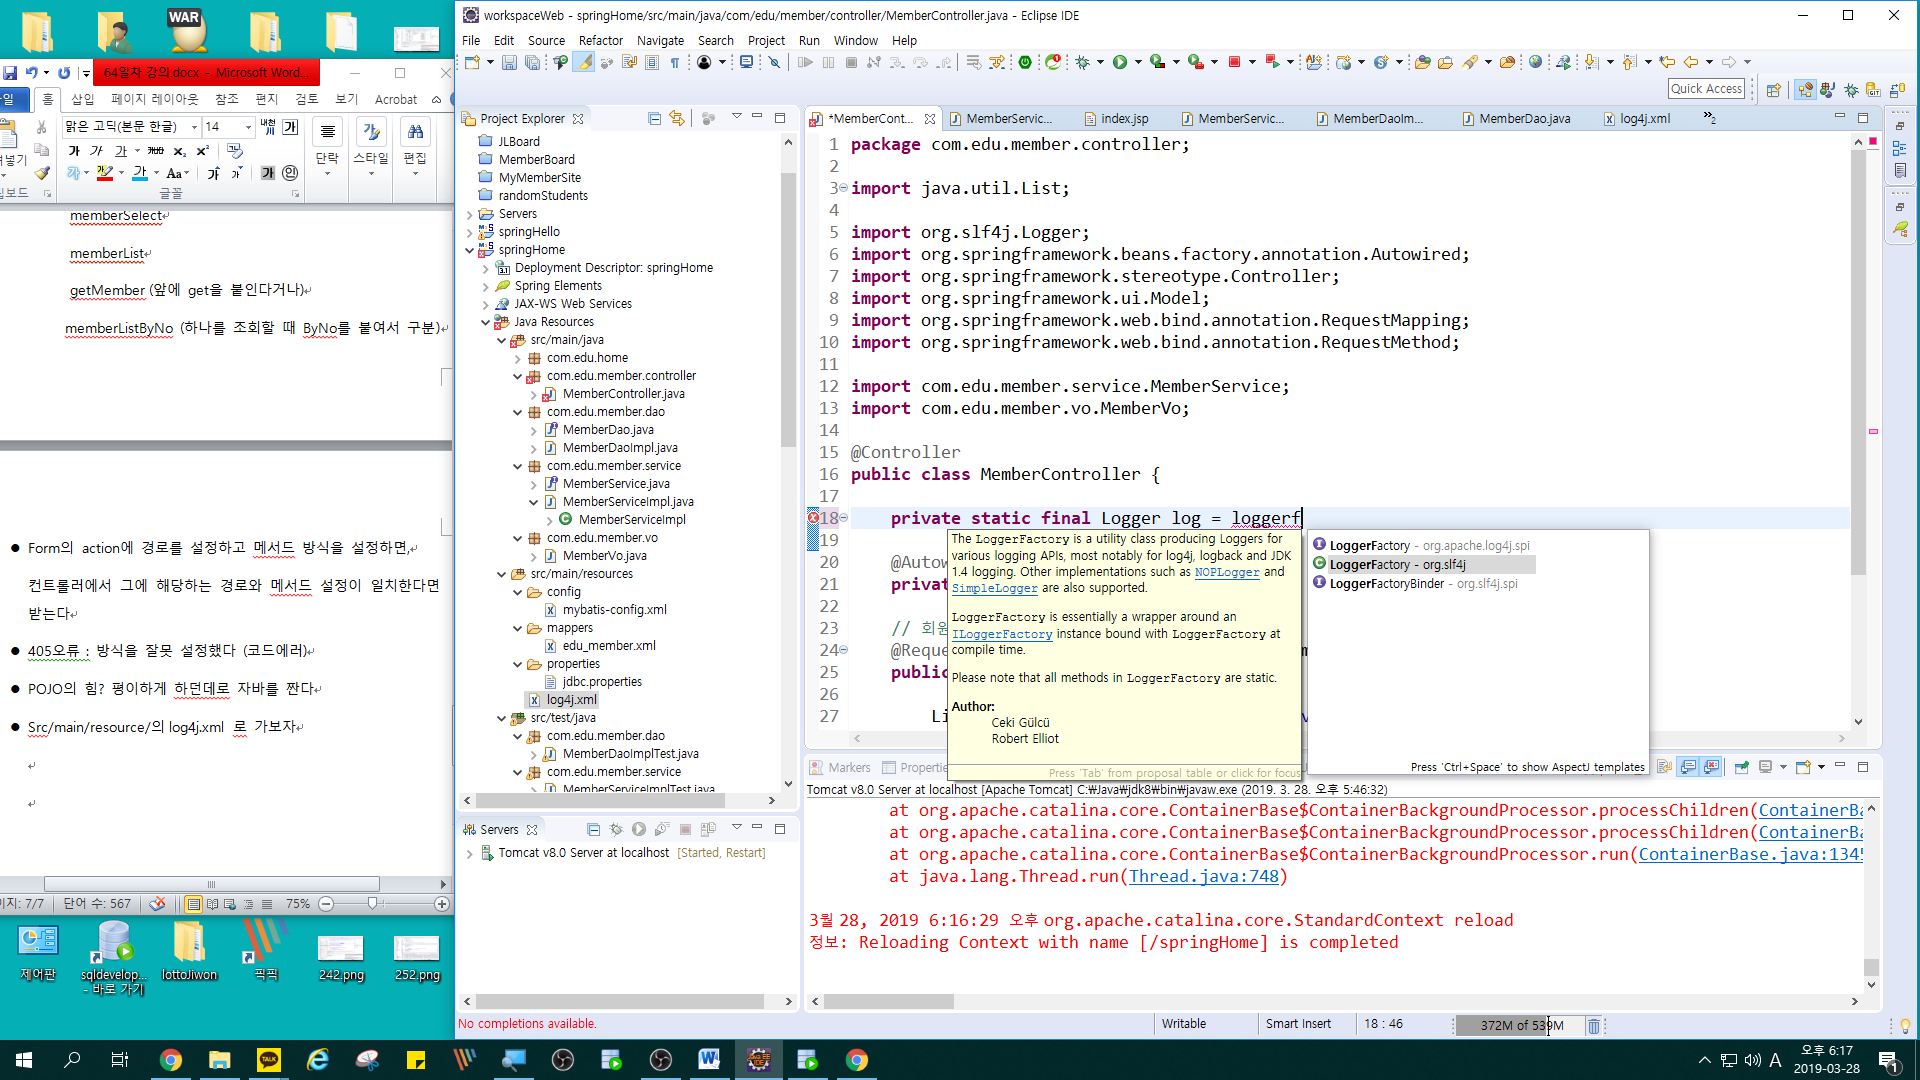 WAR
workspaceWeb - springHome/src/main/java/com/edu/member/controller/MemberController.java - Eclipse IDE
File Edit Source Refactor Navigate Search Project Run Window Help
64일차 강의.docx - Microsoft Word...
홈 삽입 페이지 레이아웃 참조 편지 검토 보기 Acrobat
맑은 고딕(본문 한글) 14
단락 스타일 편집
글꼴
memberSelect
memberList
getMember (앞에 get을 붙인다거나)
memberListByNo (하나를 조회할 때 ByNo를 붙여서 구분)
Form의 action에 경로를 설정하고 메서드 방식을 설정하면,
컨트롤러에서 그에 해당하는 경로와 메서드 설정이 일치한다면
받는다
405오류 : 방식을 잘못 설정했다 (코드에러)
POJO의 힘? 평이하게 하던데로 자바를 짠다
Src/main/resource/의 log4j.xml 로 가보자
지: 7/7 단어 수: 567 75%
제어판
sqldevelop... - 바로 가기
lottoJiwon
픽픽
242.png
252.png
Quick Access
Project Explorer
JLBoard
MemberBoard
MyMemberSite
randomStudents
Servers
springHello
springHome
Deployment Descriptor: springHome
Spring Elements
JAX-WS Web Services
Java Resources
src/main/java
com.edu.home
com.edu.member.controller
MemberController.java
com.edu.member.dao
MemberDao.java
MemberDaoImpl.java
com.edu.member.service
MemberService.java
MemberServiceImpl.java
MemberServiceImpl
com.edu.member.vo
MemberVo.java
src/main/resources
config
mybatis-config.xml
mappers
edu_member.xml
properties
jdbc.properties
log4j.xml
src/test/java
com.edu.member.dao
MemberDaoImplTest.java
com.edu.member.service
MemberServiceImplTest.java
Servers
Tomcat v8.0 Server at localhost [Started, Restart]
*MemberCont... MemberServic... index.jsp MemberServic... MemberDaoIm... MemberDao.java log4j.xml »2
1 package com.edu.member.controller;
2
3 import java.util.List;
4
5 import org.slf4j.Logger;
6 import org.springframework.beans.factory.annotation.Autowired;
7 import org.springframework.stereotype.Controller;
8 import org.springframework.ui.Model;
9 import org.springframework.web.bind.annotation.RequestMapping;
10 import org.springframework.web.bind.annotation.RequestMethod;
11
12 import com.edu.member.service.MemberService;
13 import com.edu.member.vo.MemberVo;
14
15 @Controller
16 public class MemberController {
17
18 private static final Logger log = loggerf
19
20 @Autow
21 privat
22
23 // 회원
24 @Reque
25 public
26
27 Li
The LoggerFactory is a utility class producing Loggers for
various logging APIs, most notably for log4j, logback and JDK
1.4 logging. Other implementations such as NOPLogger and
SimpleLogger are also supported.
LoggerFactory is essentially a wrapper around an
ILoggerFactory instance bound with LoggerFactory at
compile time.
Please note that all methods in LoggerFactory are static.
Author:
Ceki Gülcü
Robert Elliot
Press 'Tab' from proposal table or click for focus
LoggerFactory - org.apache.log4j.spi
LoggerFactory - org.slf4j
LoggerFactoryBinder - org.slf4j.spi
Press 'Ctrl+Space' to show AspectJ templates
Markers Propertie
Tomcat v8.0 Server at localhost [Apache Tomcat] C:₩Java₩jdk8₩bin₩javaw.exe (2019. 3. 28. 오후 5:46:32)
at org.apache.catalina.core.ContainerBase$ContainerBackgroundProcessor.processChildren(ContainerBa
at org.apache.catalina.core.ContainerBase$ContainerBackgroundProcessor.processChildren(ContainerBa
at org.apache.catalina.core.ContainerBase$ContainerBackgroundProcessor.run(ContainerBase.java:1345
at java.lang.Thread.run(Thread.java:748)
3월 28, 2019 6:16:29 오후 org.apache.catalina.core.StandardContext reload
정보: Reloading Context with name [/springHome] is completed
No completions available.
Writable Smart Insert 18 : 46 372M of 539M
TALK
A 오후 6:17
2019-03-28
1